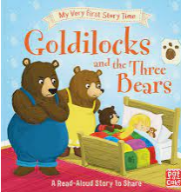 My Very First Story Time
Goldilocks
and the Three
Bears
A Read-Aloud Story to Share